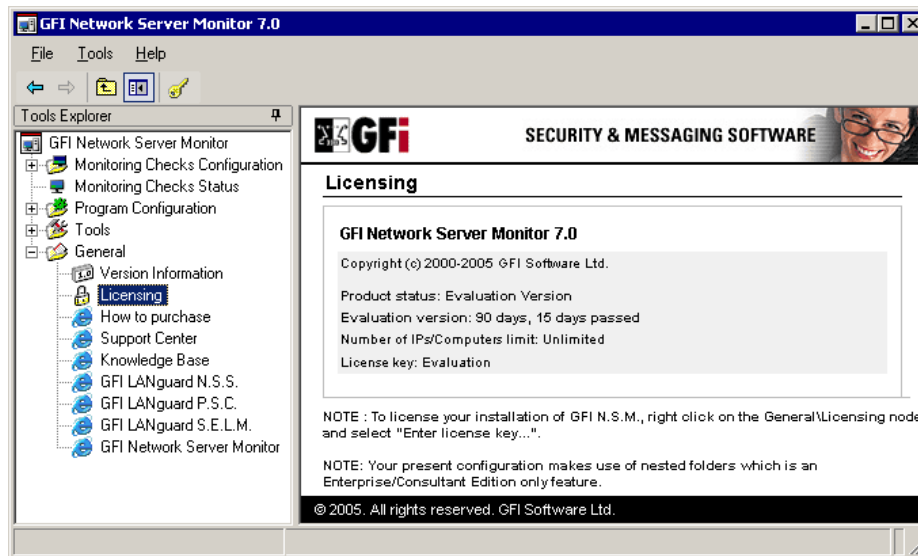 GFI Network Server Monitor 7.0
File Tools Help
Tools Explorer
GFI Network Server Monitor
Monitoring Checks Configuration
Monitoring Checks Status
Program Configuration
Tools
General
Version Information
Licensing
How to purchase
Support Center
Knowledge Base
GFI LANguard N.S.S.
GFI LANguard P.S.C.
GFI LANguard S.E.L.M.
GFI Network Server Monitor
GFi
SECURITY & MESSAGING SOFTWARE
Licensing
GFI Network Server Monitor 7.0
Copyright (c) 2000-2005 GFI Software Ltd.
Product status: Evaluation Version
Evaluation version: 90 days, 15 days passed
Number of IPs/Computers limit: Unlimited
License key: Evaluation
NOTE : To license your installation of GFI N.S.M., right click on the General\Licensing node
and select "Enter license key...".
NOTE: Your present configuration makes use of nested folders which is an
Enterprise/Consultant Edition only feature.
© 2005. All rights reserved. GFI Software Ltd.